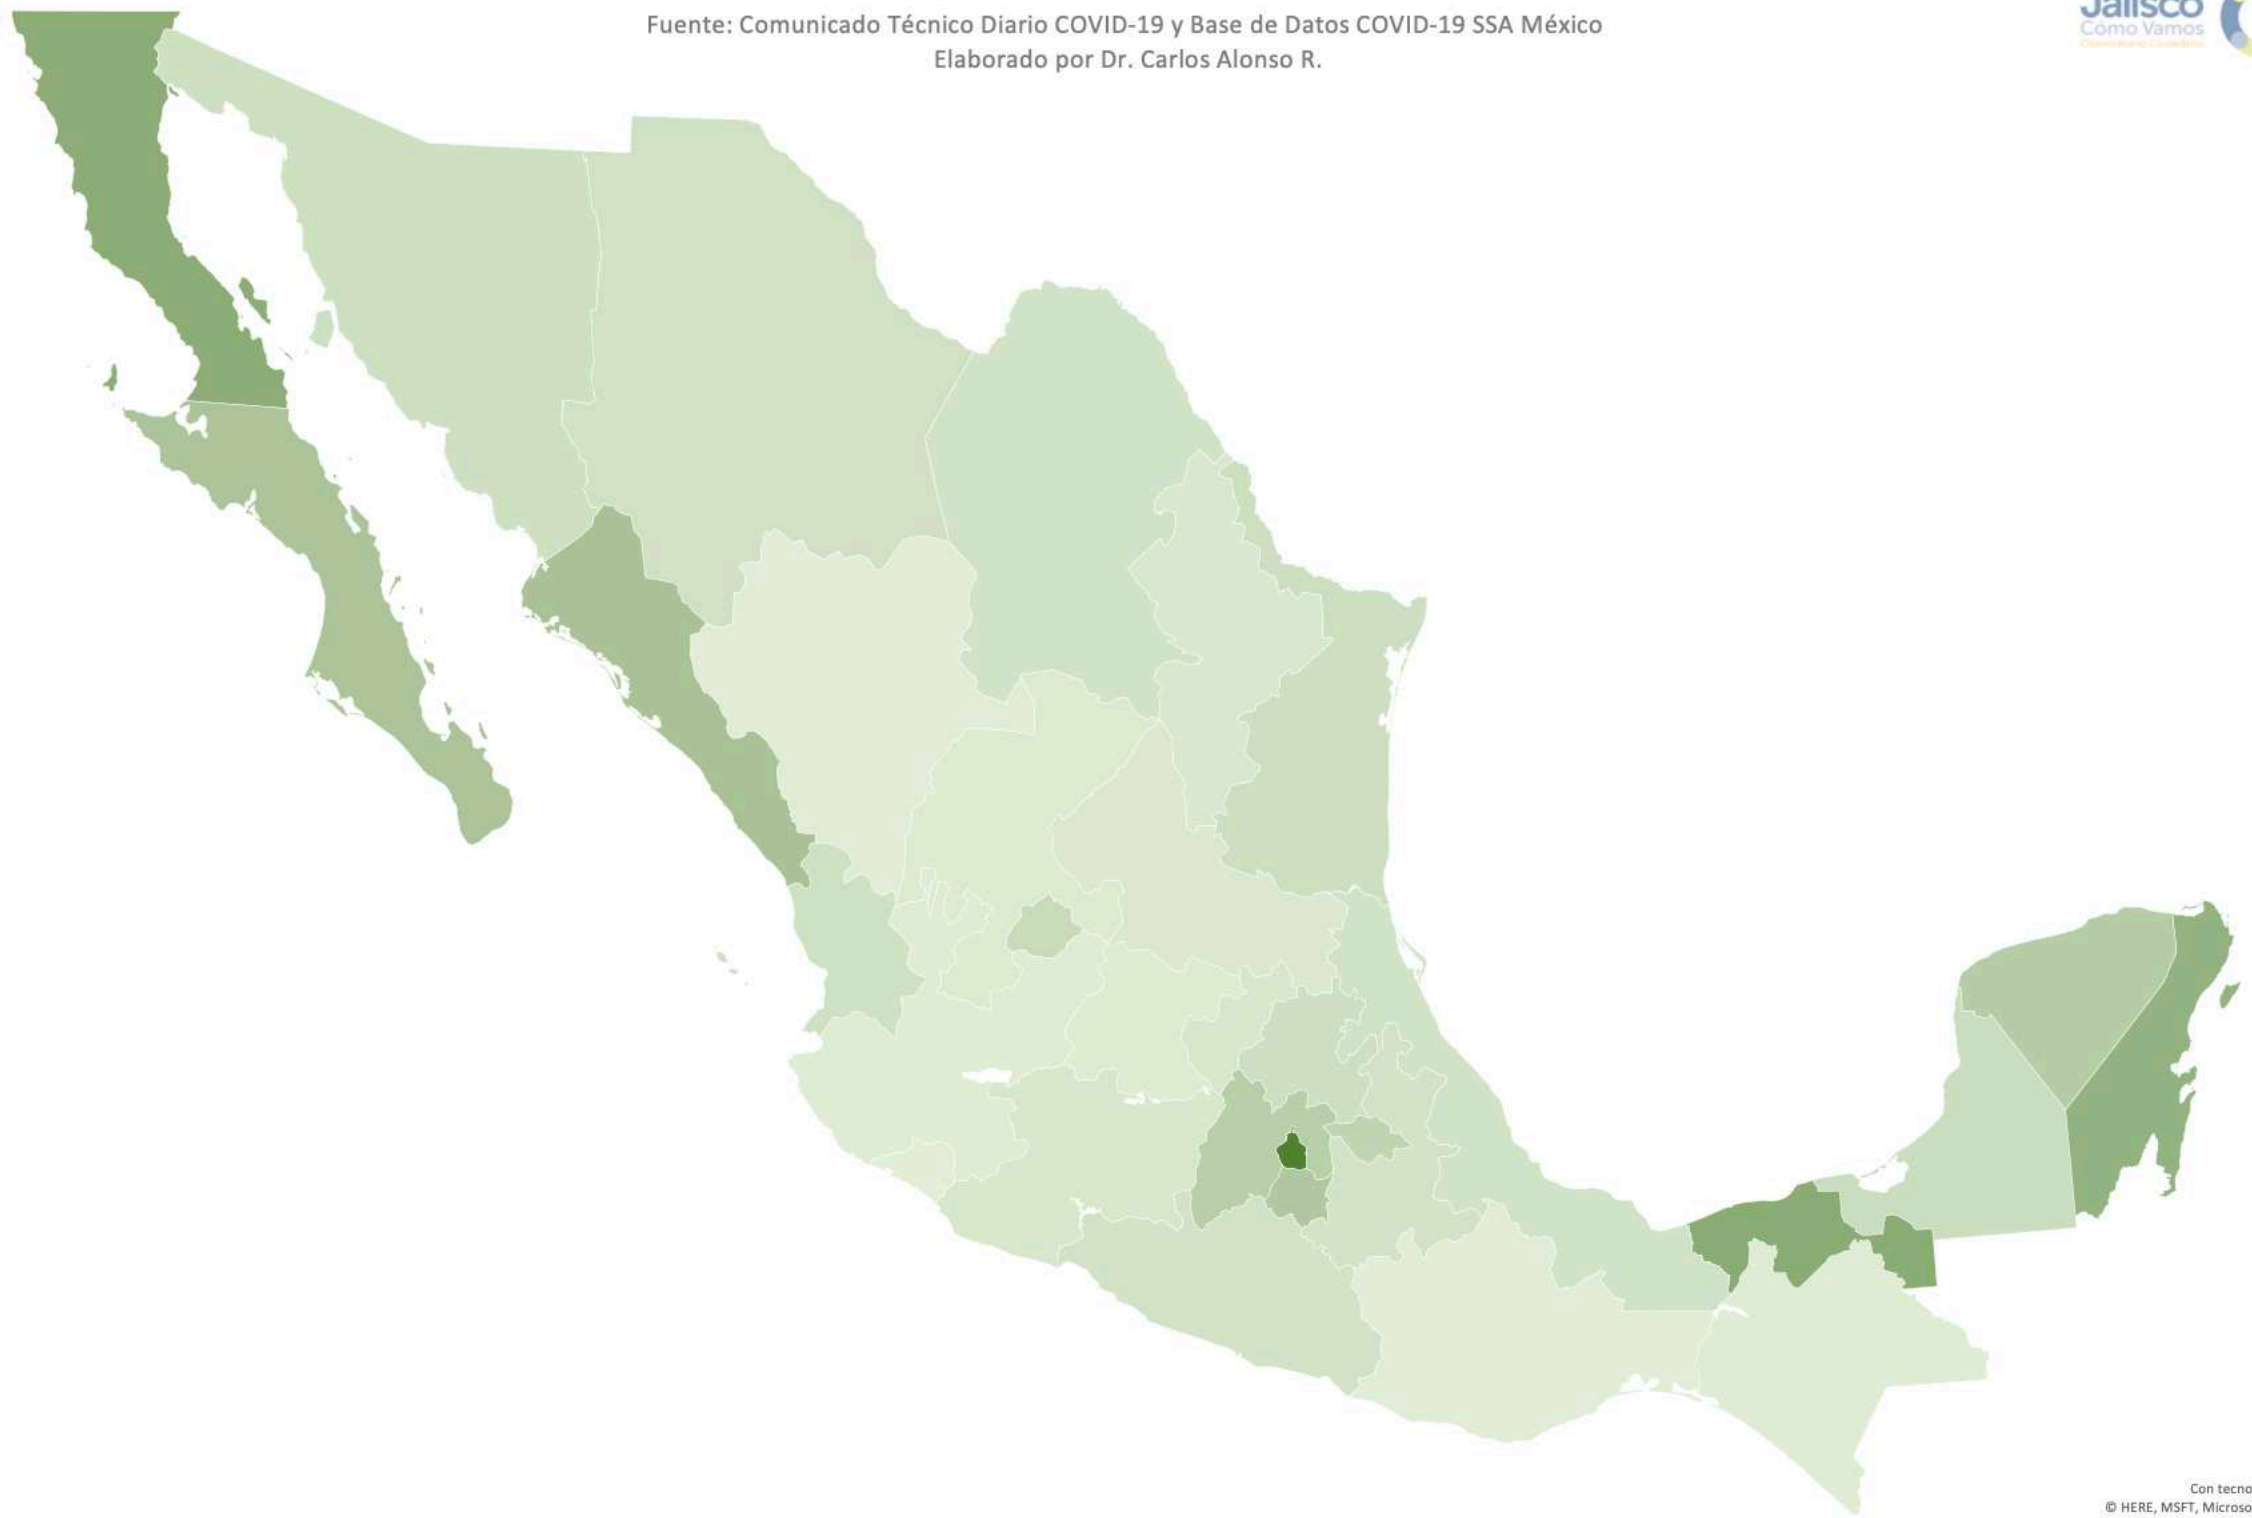 Fuente: Comunicado Técnico Diario COVID-19 y Base de Datos COVID-19 SSA México
Elaborado por Dr. Carlos Alonso R.
Jalisco
Cómo Vamos
Con tecno
© HERE, MSFT, Microso